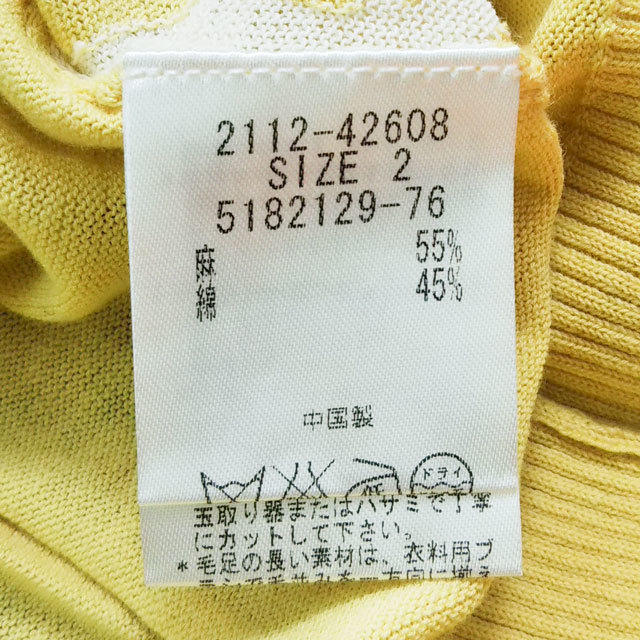 2112-42608
SIZE 2
5182129-76
麻 55%
綿 45%
中国製
ドライ
玉取り器またはハサミで丁寧
にカットして下さい。
*毛足の長い素材は、衣料用ブ